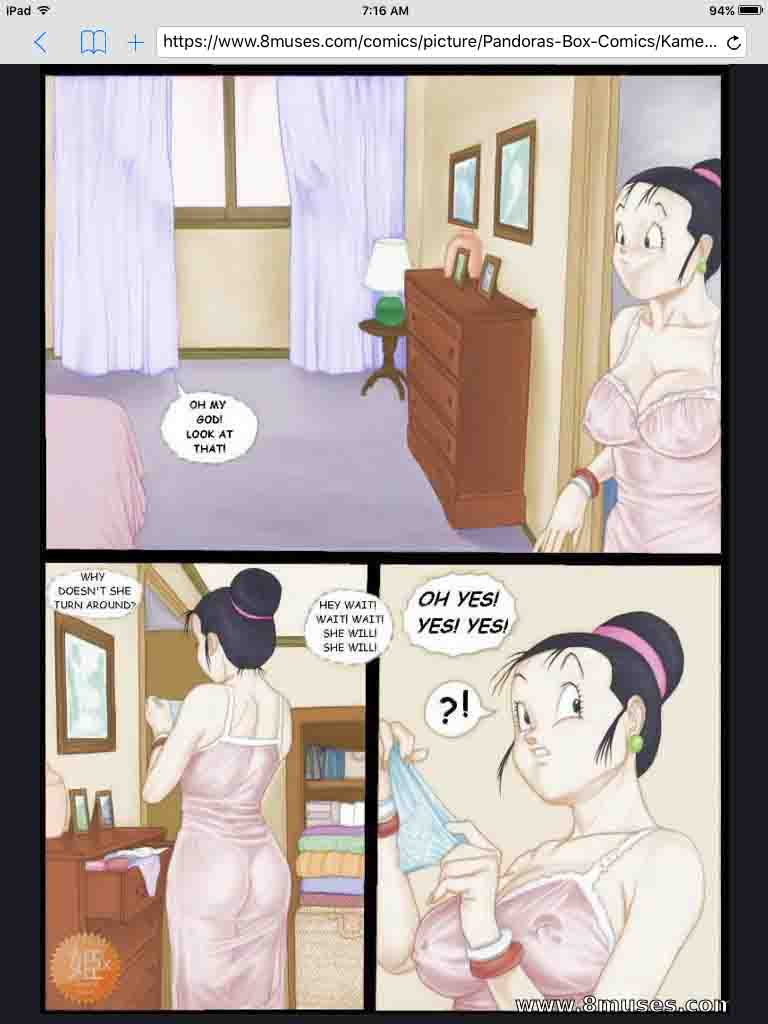 iPad
7:16 AM
94%
https://www.8muses.com/comics/picture/Pandoras-Box-Comics/Kame...
OH MY
GOD!
LOOK AT
THAT!
WHY
DOESN'T SHE
TURN AROUND?
HEY WAIT!
WAIT! WAIT!
SHE WILL!
SHE WILL!
OH YES!
YES! YES!
?!
www.8muses.com